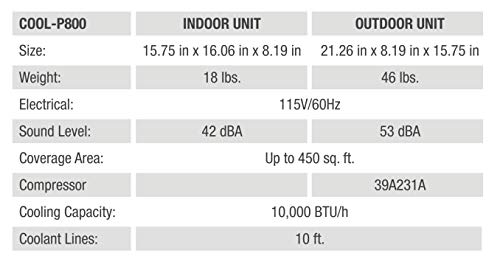 COOL-P800 INDOOR UNIT OUTDOOR UNIT
Size: 15.75 in x 16.06 in x 8.19 in 21.26 in x 8.19 in x 15.75 in
Weight: 18 lbs. 46 lbs.
Electrical: 115V/60Hz
Sound Level: 42 dBA 53 dBA
Coverage Area: Up to 450 sq. ft.
Compressor 39A231A
Cooling Capacity: 10,000 BTU/h
Coolant Lines: 10 ft.